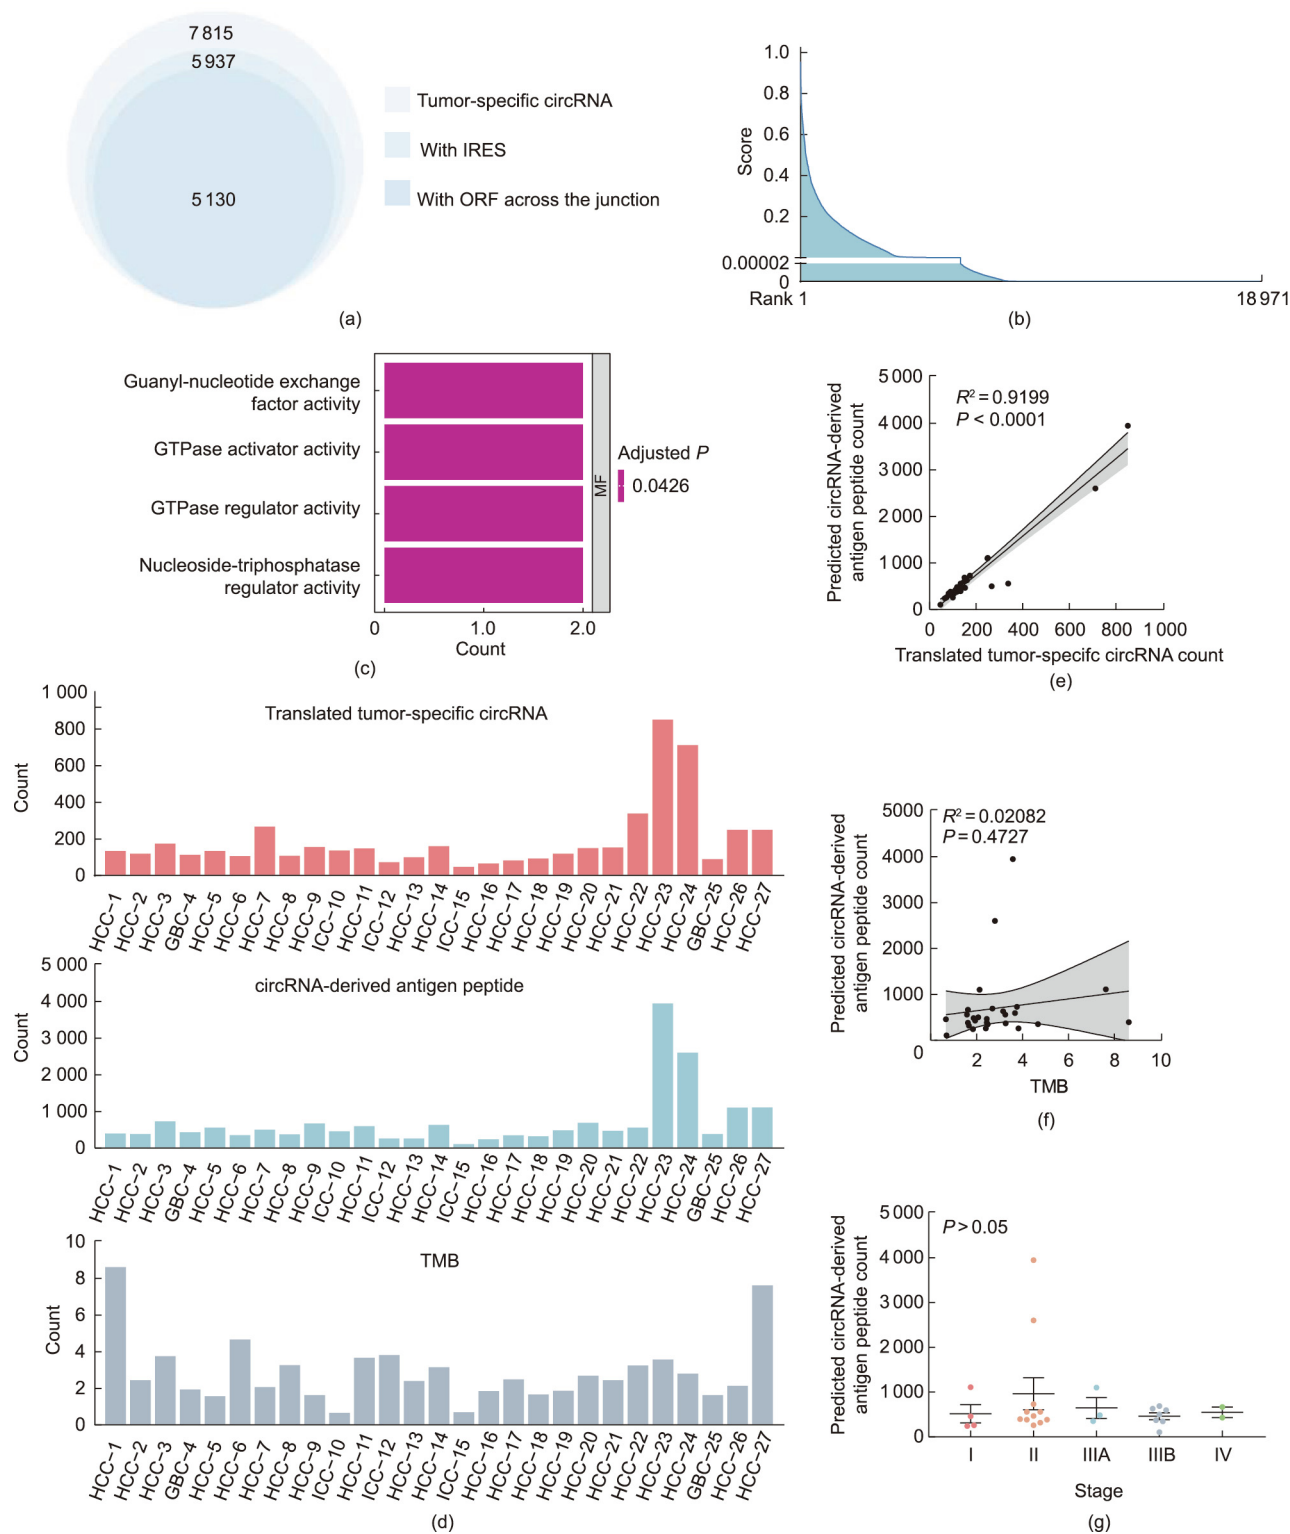 7 815
5 937
5 130
Tumor-specific circRNA
With IRES
With ORF across the junction
(a)
1.0
0.8
0.6
0.4
0.2
0.00002
0
Score
Rank 1
18 971
(b)
Guanyl-nucleotide exchange
factor activity
GTPase activator activity
GTPase regulator activity
Nucleoside-triphosphatase
regulator activity
0
1.0
2.0
Count
MF
Adjusted P
0.0426
(c)
5 000
4 000
3 000
2 000
1 000
0
Predicted circRNA-derived
antigen peptide count
R² = 0.9199
P < 0.0001
0
200
400
600
800
1 000
Translated tumor-specifc circRNA count
(e)
1 000
800
600
400
200
0
Count
Translated tumor-specific circRNA
HCC−1
HCC−2
HCC−3
GBC−4
HCC−5
HCC−6
HCC−7
HCC−8
HCC−9
ICC−10
HCC−11
ICC−12
HCC−13
HCC−14
ICC−15
HCC−16
HCC−17
HCC−18
HCC−19
HCC−20
HCC−21
HCC−22
HCC−23
HCC−24
GBC−25
HCC−26
HCC−27
5 000
4 000
3 000
2 000
1 000
0
Count
circRNA-derived antigen peptide
HCC−1
HCC−2
HCC−3
GBC−4
HCC−5
HCC−6
HCC−7
HCC−8
HCC−9
ICC−10
HCC−11
ICC−12
HCC−13
HCC−14
ICC−15
HCC−16
HCC−17
HCC−18
HCC−19
HCC−20
HCC−21
HCC−22
HCC−23
HCC−24
GBC−25
HCC−26
HCC−27
10
8
6
4
2
0
Count
TMB
HCC−1
HCC−2
HCC−3
GBC−4
HCC−5
HCC−6
HCC−7
HCC−8
HCC−9
ICC−10
HCC−11
ICC−12
HCC−13
HCC−14
ICC−15
HCC−16
HCC−17
HCC−18
HCC−19
HCC−20
HCC−21
HCC−22
HCC−23
HCC−24
GBC−25
HCC−26
HCC−27
(d)
5000
4000
3000
2000
1000
0
Predicted circRNA-derived
antigen peptide count
R² = 0.02082
P = 0.4727
2
4
6
8
10
TMB
(f)
5 000
4 000
3 000
2 000
1 000
0
Predicted circRNA-derived
antigen peptide count
P > 0.05
I
II
IIIA
IIIB
IV
Stage
(g)